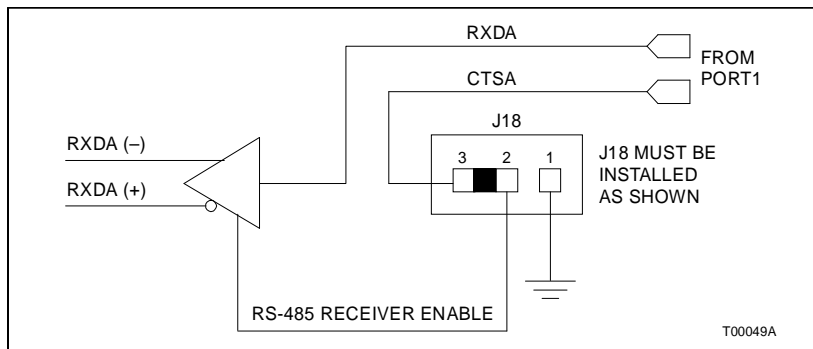 RXDA
FROM
PORT1
CTSA
J18
3 2 1
J18 MUST BE
INSTALLED
AS SHOWN
RXDA (–)
RXDA (+)
RS-485 RECEIVER ENABLE
T00049A